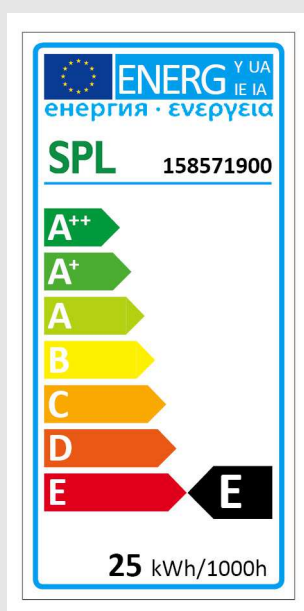 ENERG Y UA
IE IA
енергия · ενεργεια
SPL 158571900
A++
A+
A
B
C
D
E E
25 kWh/1000h